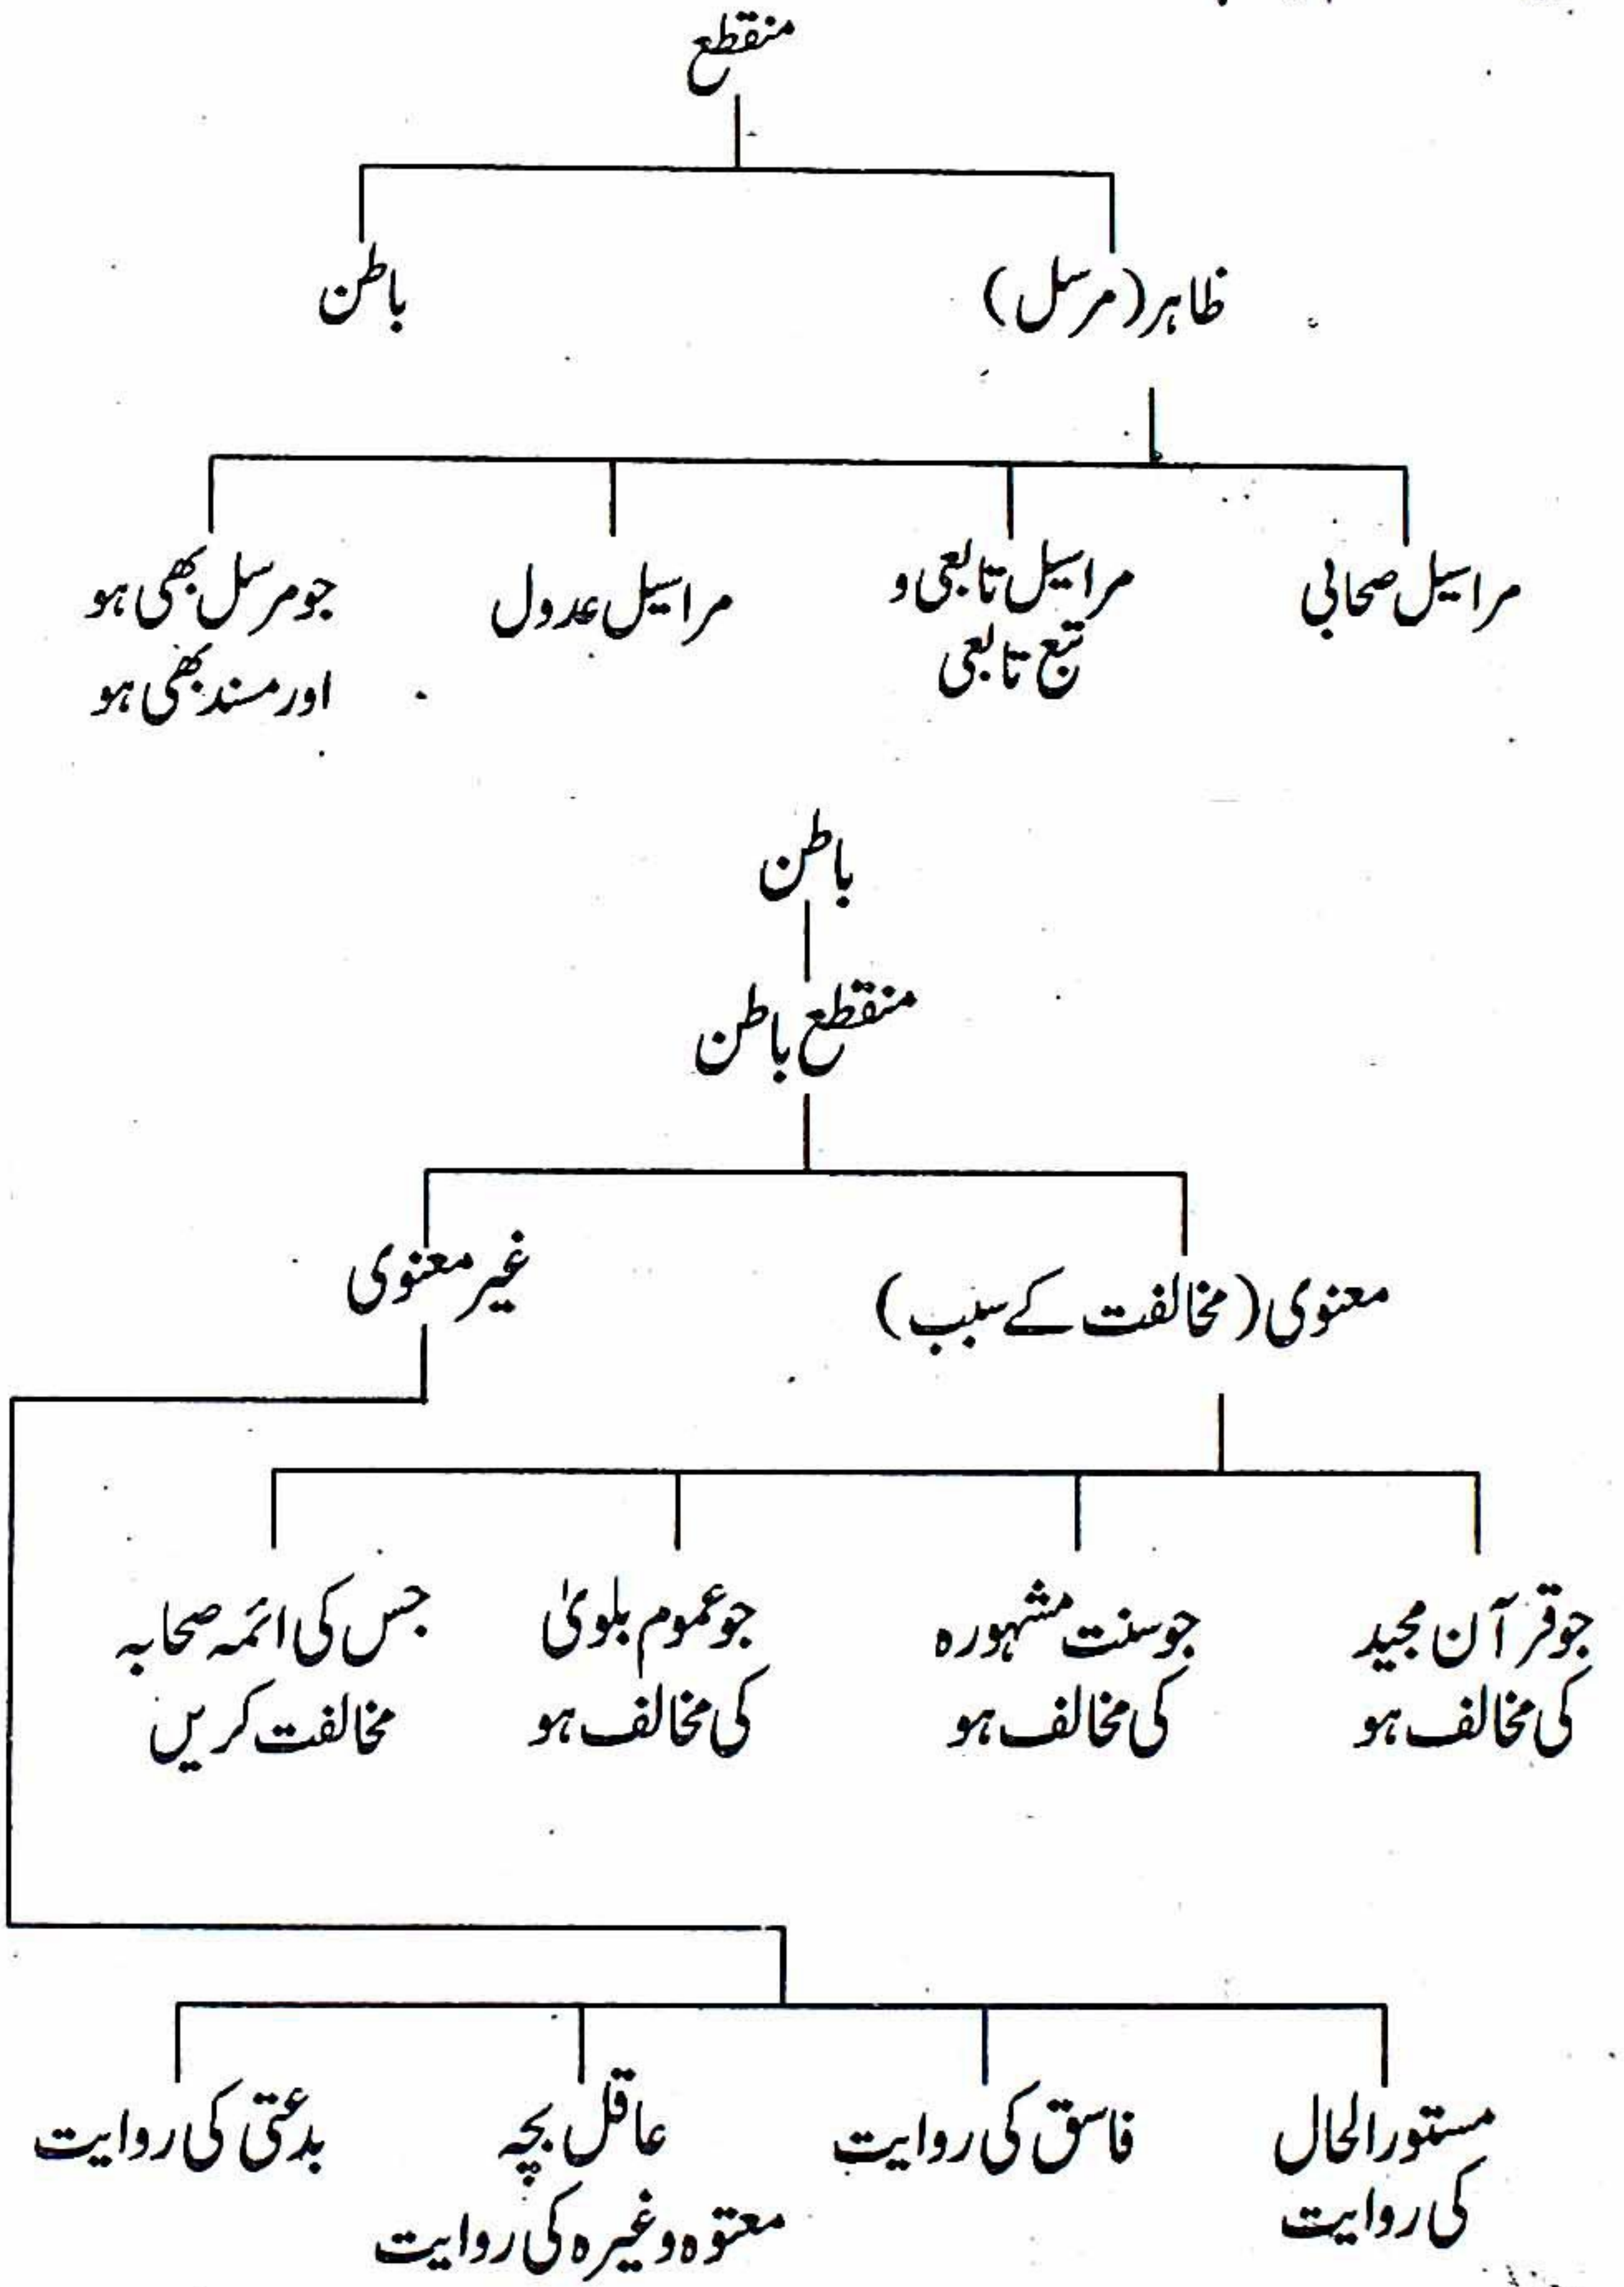 منقطع
ظاہر (مرسل)
باطن
مراسیل صحابی
مراسیل تابعی و
تبع تابعی
مراسیل عدول
جو مرسل بھی ہو
اور مسند بھی ہو
باطن
منقطع باطن
معنوی (مخالفت کے سبب)
غیر معنوی
جو قرآن مجید
کی مخالف ہو
جو سنت مشہورہ
کی مخالف ہو
جو عموم بلویٰ
کی مخالف ہو
جس کی ائمہ صحابہ
مخالفت کریں
مستور الحال
کی روایت
فاسق کی روایت
عاقل بچہ
معتوہ وغیرہ کی روایت
بدعتی کی روایت